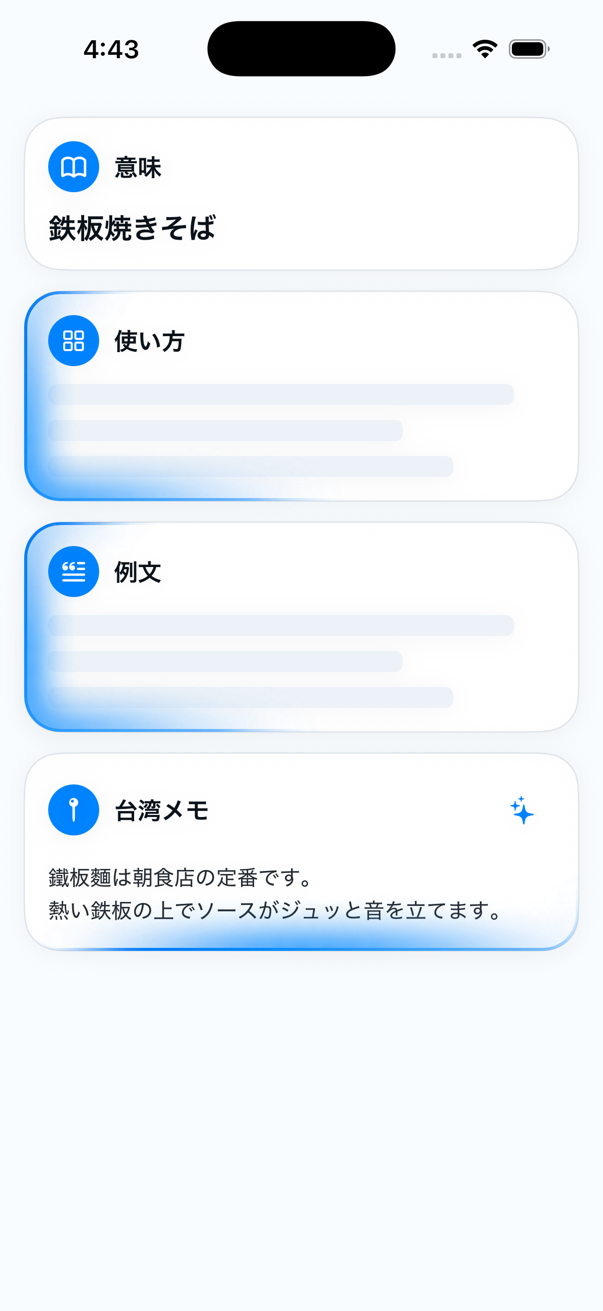 4:43
意味
鉄板焼きそば
使い方
例文
台湾メモ
鐵板麵は朝食店の定番です。
熱い鉄板の上でソースがジュッと音を立てます。